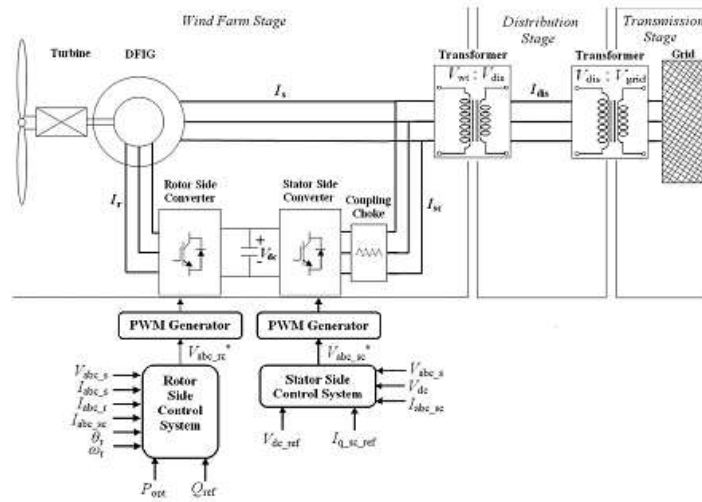 Wind Farm Stage
Distribution
Stage
Transmission
Stage
Turbine
DFIG
Transformer
Transformer
Grid
V_wt : V_dis
V_dis : V_grid
I_s
I_dis
I_r
Rotor Side
Converter
Stator Side
Converter
Coupling
Choke
I_sc
+
V_dc
-
PWM Generator
PWM Generator
V_abc_rc*
V_abc_sc*
V_abc_s
I_abc_s
I_abc_r
I_abc_sc
θ_r
ω_r
Rotor
Side
Control
System
Stator Side
Control System
V_abc_s
V_dc
I_abc_sc
V_dc_ref
I_q_sc_ref
P_opt
Q_ref